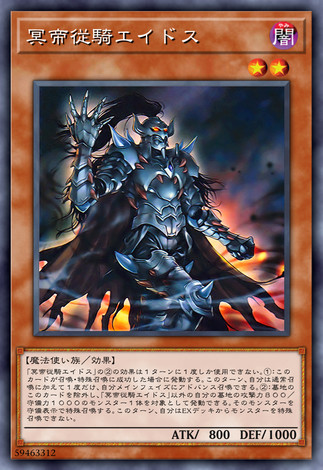 冥帝従騎エイドス
やみ
闇
【魔法使い族/効果】
「冥帝従騎エイドス」の②の効果は1ターンに1度しか使用できない。①:この
カードが召喚・特殊召喚に成功した場合に発動する。このターン、自分は通常召
喚に加えて1度だけ、自分メインフェイズにアドバンス召喚できる。②:墓地の
このカードを除外し、「冥帝従騎エイドス」以外の自分の墓地の攻撃力800/
守備力1000のモンスター1体を対象として発動できる。そのモンスターを
守備表示で特殊召喚する。このターン、自分はEXデッキからモンスターを特殊
召喚できない。
ATK/ 800 DEF/1000
59463312